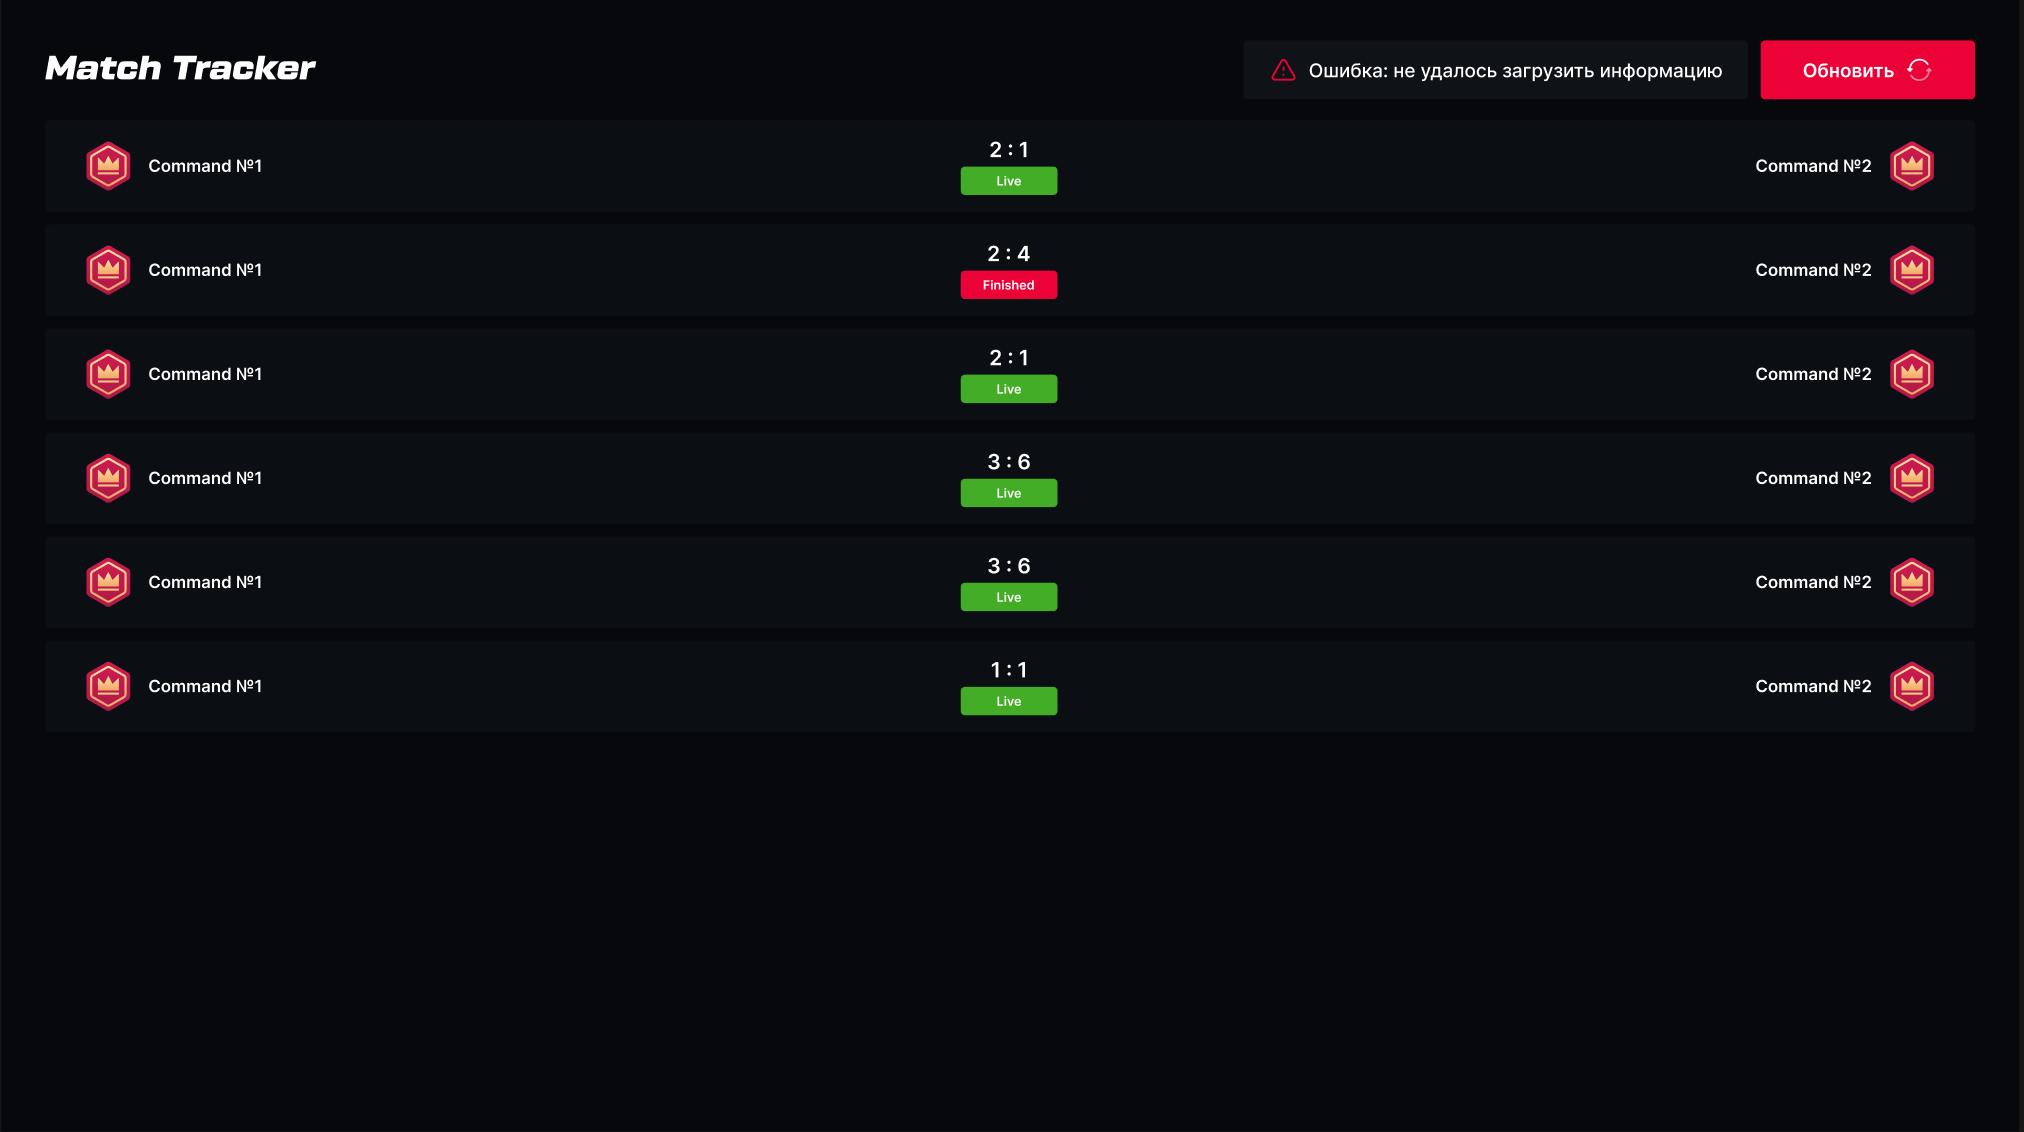 Match Tracker
Ошибка: не удалось загрузить информацию
Обновить
Command №1
2 : 1
Live
Command №2
Command №1
2 : 4
Finished
Command №2
Command №1
2 : 1
Live
Command №2
Command №1
3 : 6
Live
Command №2
Command №1
3 : 6
Live
Command №2
Command №1
1 : 1
Live
Command №2